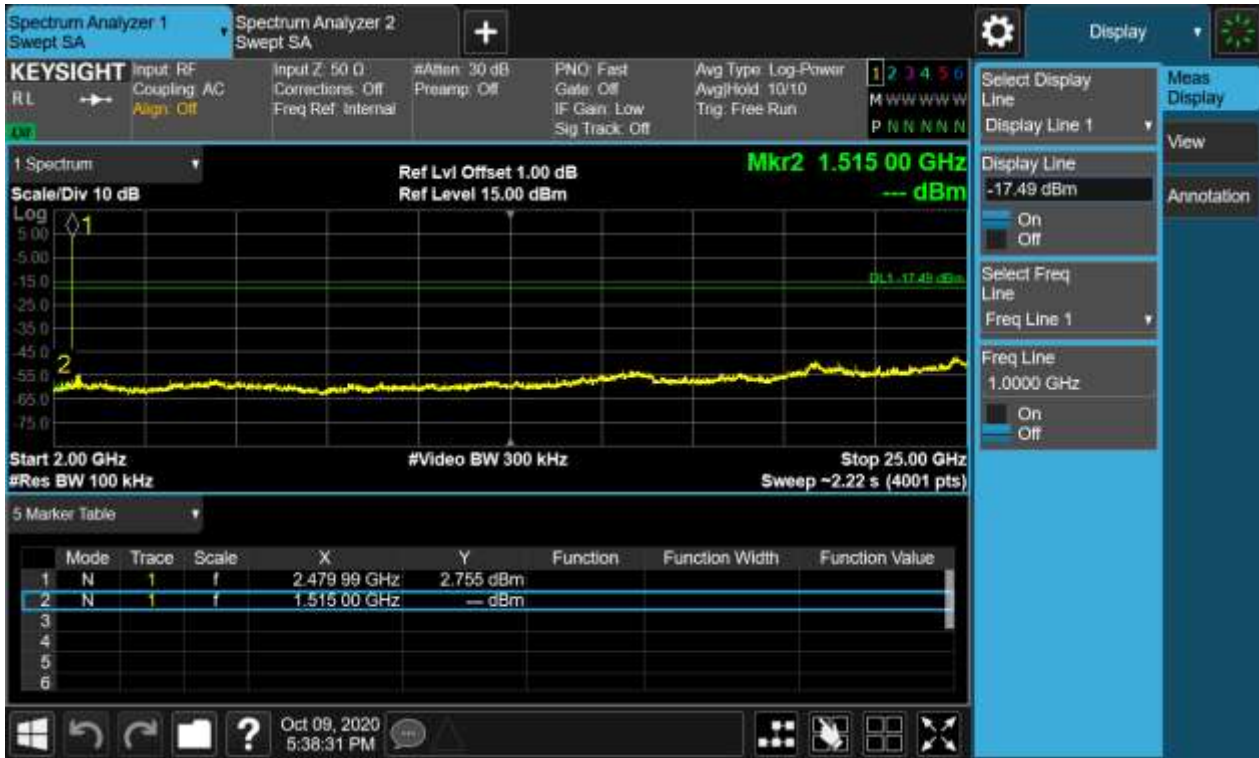 Spectrum Analyzer 1
Swept SA
Spectrum Analyzer 2
Swept SA
Display
KEYSIGHT
RL
Input: RF
Coupling: AC
Align: Off
Input Z: 50 Ω
Corrections: Off
Freq Ref: Internal
#Atten: 30 dB
Preamp: Off
PNO: Fast
Gate: Off
IF Gain: Low
Sig Track: Off
Avg Type: Log-Power
Avg|Hold: 10/10
Trig: Free Run
1 2 3 4 5 6
M W W W W W
P N N N N N
1 Spectrum
Scale/Div 10 dB
Ref Lvl Offset 1.00 dB
Ref Level 15.00 dBm
Mkr2 1.515 00 GHz
--- dBm
Log
5.00
-5.00
-15.0
-25.0
-35.0
-45.0
-55.0
-65.0
-75.0
1
2
DL1 -17.49 dBm
Start 2.00 GHz
#Res BW 100 kHz
#Video BW 300 kHz
Stop 25.00 GHz
Sweep ~2.22 s (4001 pts)
5 Marker Table
Mode Trace Scale X Y Function Function Width Function Value
1 N 1 f 2.479 99 GHz 2.755 dBm
2 N 1 f 1.515 00 GHz --- dBm
3
4
5
6
Oct 09, 2020
5:38:31 PM
Select Display
Line
Display Line 1
Display Line
-17.49 dBm
On
Off
Select Freq
Line
Freq Line 1
Freq Line
1.0000 GHz
On
Off
Meas
Display
View
Annotation